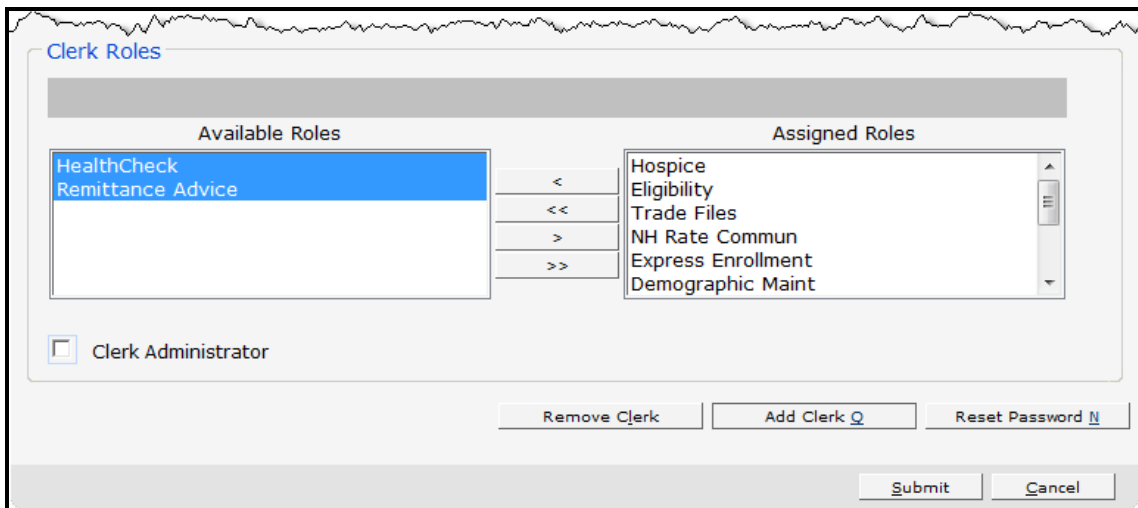 Clerk Roles
Available Roles
Assigned Roles
HealthCheck
Remittance Advice
<
<<
>
>>
Hospice
Eligibility
Trade Files
NH Rate Commun
Express Enrollment
Demographic Maint
Clerk Administrator
Remove Clerk
Add Clerk Q
Reset Password N
Submit
Cancel